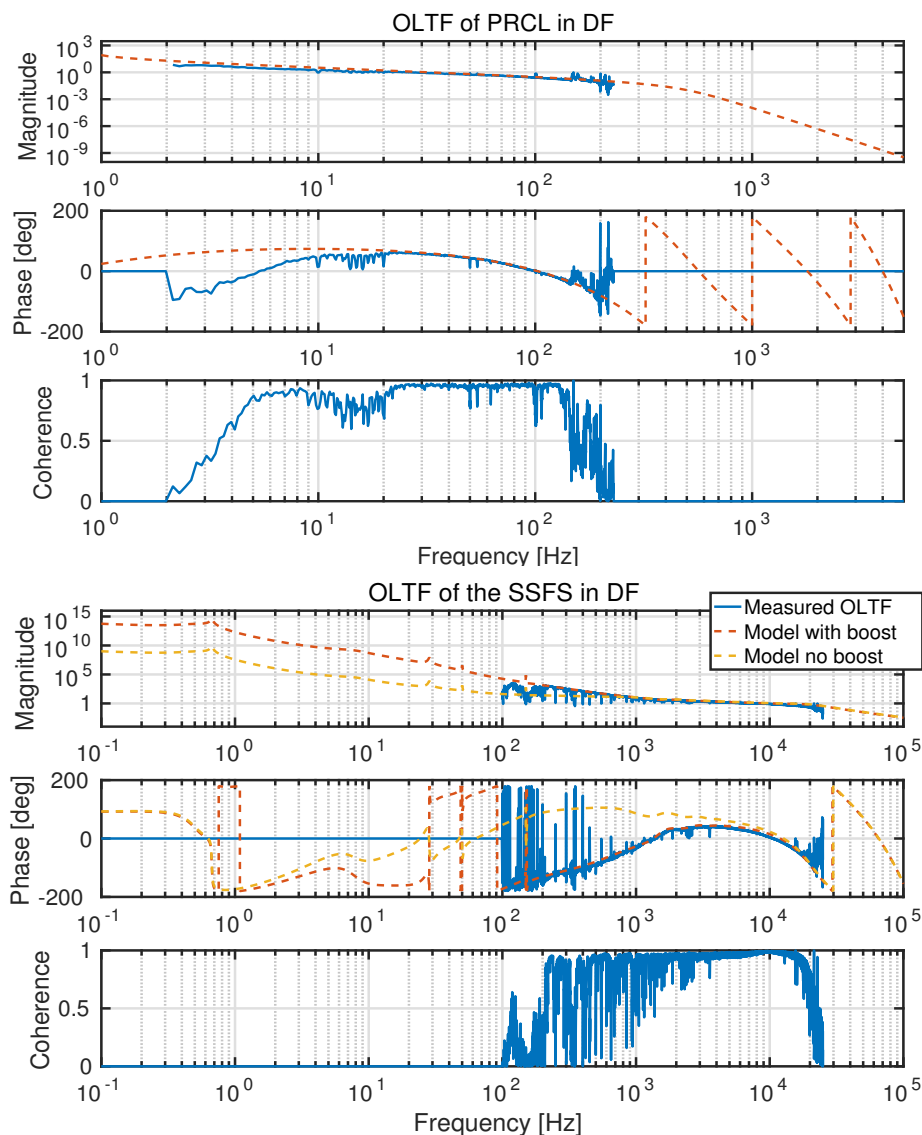 OLTF of PRCL in DF
Magnitude
10^3
10^0
10^-3
10^-6
10^-9
10^0 10^1 10^2 10^3
Phase [deg]
200
0
-200
10^0 10^1 10^2 10^3
Coherence
1
0.5
0
10^0 10^1 10^2 10^3
Frequency [Hz]
OLTF of the SSFS in DF
Measured OLTF
Model with boost
Model no boost
Magnitude
10^15
10^10
10^5
1
10^-1 10^0 10^1 10^2 10^3 10^4 10^5
Phase [deg]
200
0
-200
10^-1 10^0 10^1 10^2 10^3 10^4 10^5
Coherence
1
0.5
0
10^-1 10^0 10^1 10^2 10^3 10^4 10^5
Frequency [Hz]